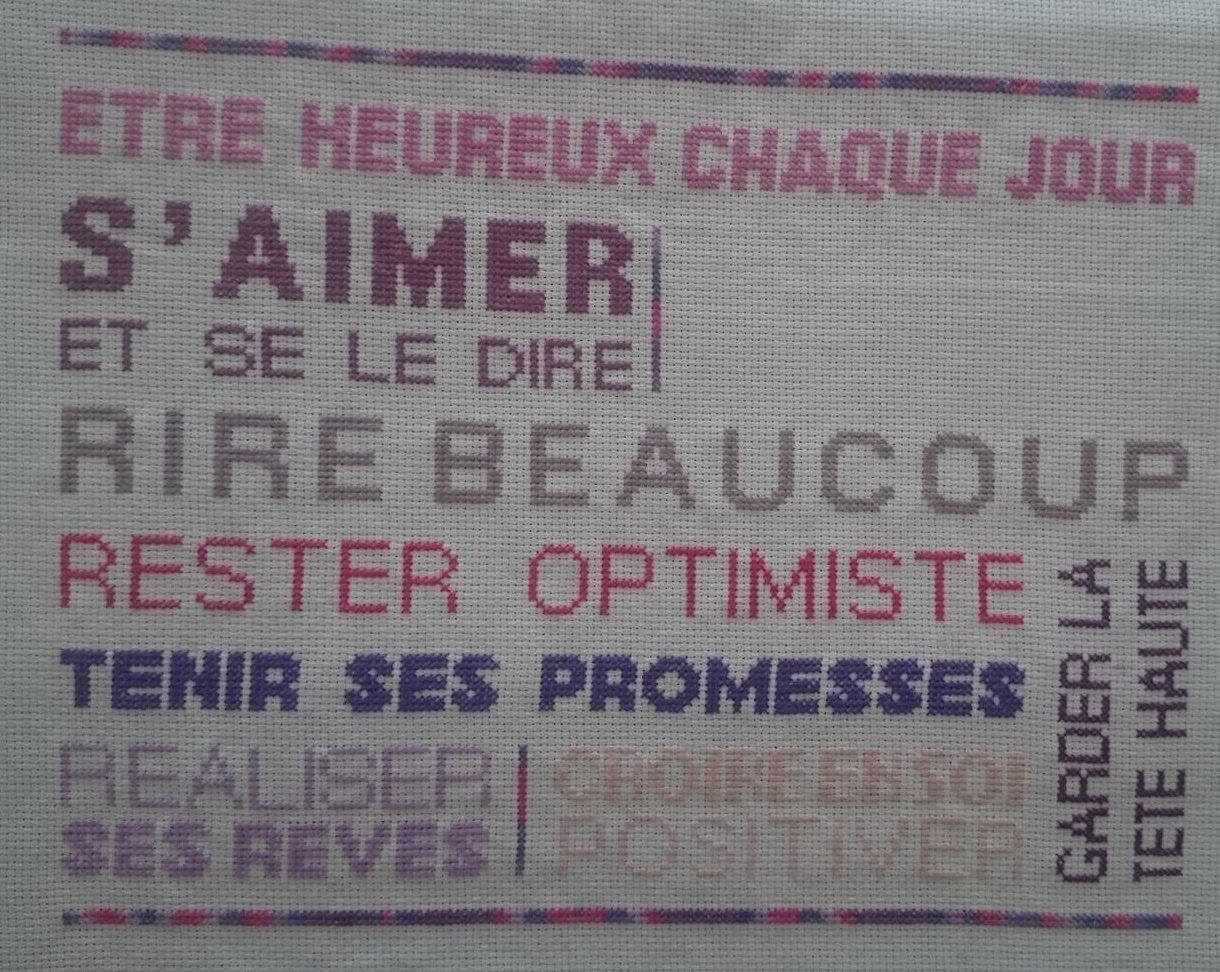 ETRE HEUREUX CHAQUE JOUR
S'AIMER
ET SE LE DIRE
RIRE BEAUCOUP
RESTER OPTIMISTE
TENIR SES PROMESSES
REALISER
SES REVES
CROIRE EN SOI
POSITIVER
GARDER LA
TETE HAUTE